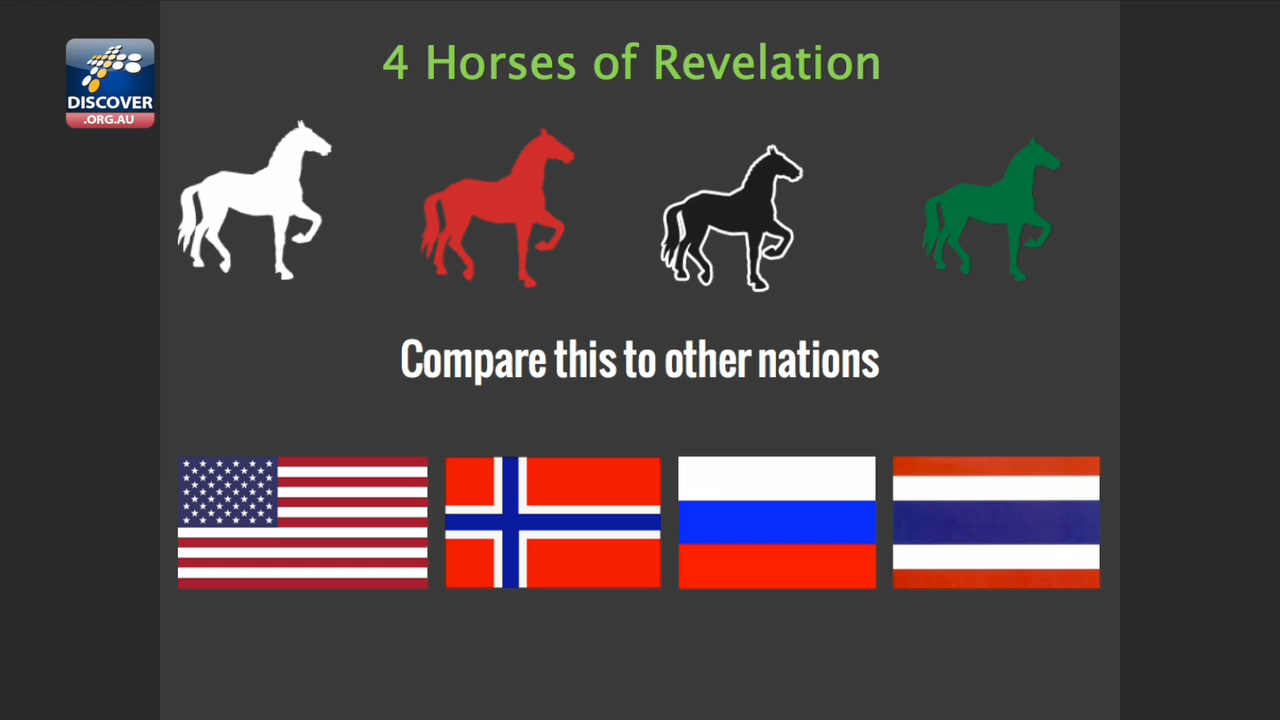 4 Horses of Revelation
DISCOVER
.ORG.AU
Compare this to other nations